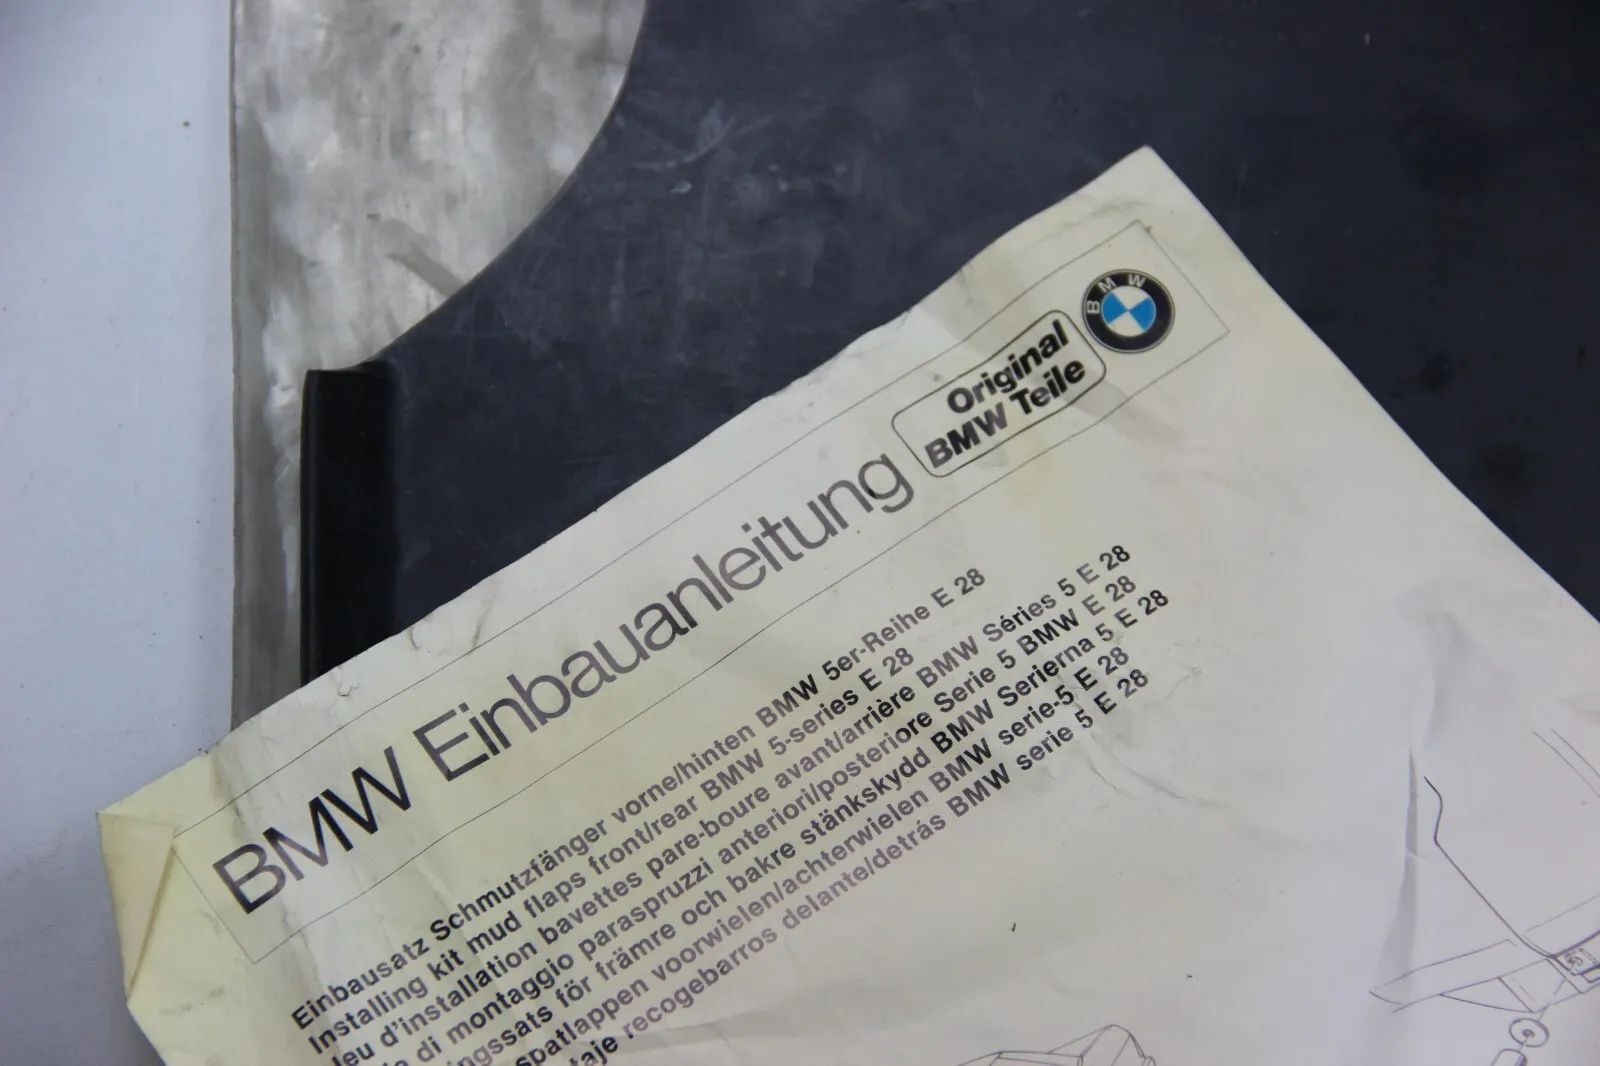 BMW Einbauanleitung
Original
BMW Teile
BMW
Einbausatz Schmutzfänger vorne/hinten BMW 5er-Reihe E 28
Installing kit mud flaps front/rear BMW 5-series E 28
Jeu d'installation bavettes pare-boure avant/arrière BMW Séries 5 E 28
di montaggio paraspruzzi anteriori/posteriore Serie 5 BMW E 28
ingssats för främre och bakre stänkskydd BMW Serierna 5 E 28
spatlappen voorwielen/achterwielen BMW serie-5 E 28
taje recogebarros delante/detrás BMW serie 5 E 28